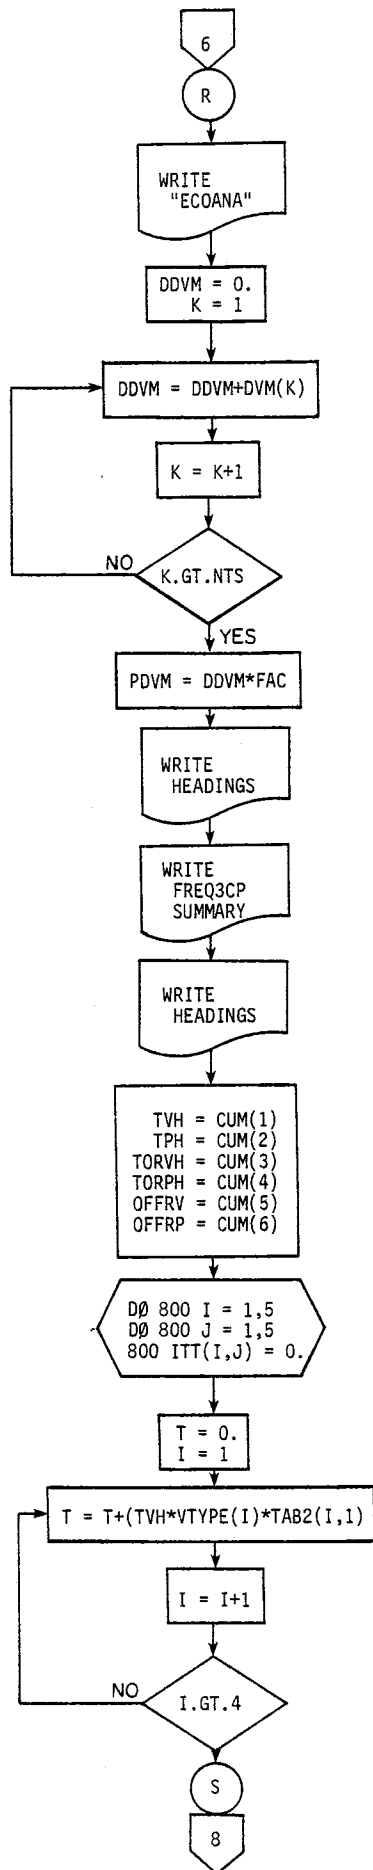 6
R
WRITE
"ECOANA"
DDVM = 0.
K = 1
DDVM = DDVM+DVM(K)
K = K+1
NO
K.GT.NTS
YES
PDVM = DDVM*FAC
WRITE
HEADINGS
WRITE
FREQ3CP
SUMMARY
WRITE
HEADINGS
TVH = CUM(1)
TPH = CUM(2)
TORVH = CUM(3)
TORPH = CUM(4)
OFFRV = CUM(5)
OFFRP = CUM(6)
DØ 800 I = 1,5
DØ 800 J = 1,5
800 ITT(I,J) = 0.
T = 0.
I = 1
T = T+(TVH*VTYPE(I)*TAB2(I,1)
I = I+1
NO
I.GT.4
S
8